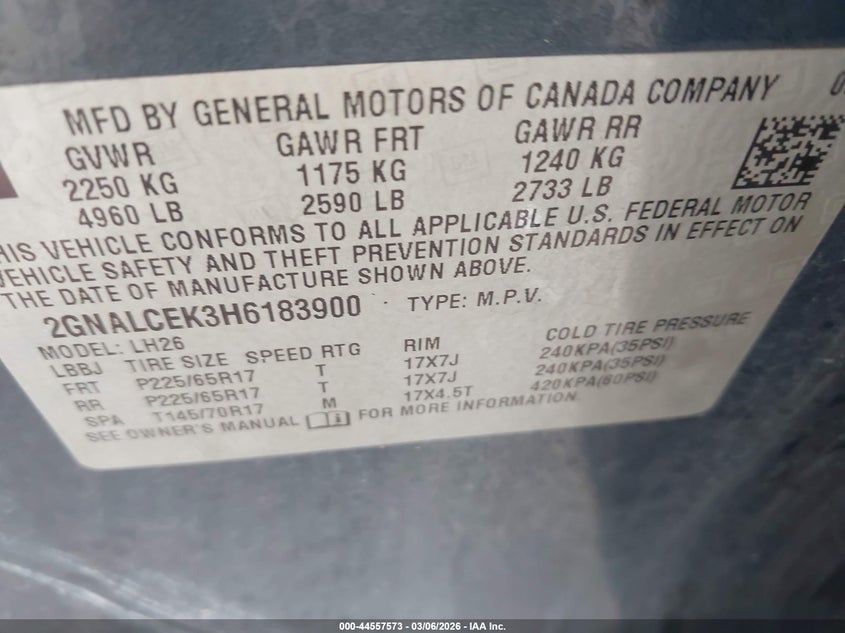 MFD BY GENERAL MOTORS OF CANADA COMPANY
GVWR GAWR FRT GAWR RR
2250 KG 1175 KG 1240 KG
4960 LB 2590 LB 2733 LB
VEHICLE CONFORMS TO ALL APPLICABLE U.S. FEDERAL MOTOR
VEHICLE SAFETY AND THEFT PREVENTION STANDARDS IN EFFECT ON
THE DATE OF MANUFACTURE SHOWN ABOVE.
2GNALCEK3H6183900 TYPE: M.P.V.
MODEL: LH26
LBBJ TIRE SIZE SPEED RTG RIM COLD TIRE PRESSURE
FRT P225/65R17 T 17X7J 240KPA(35PSI)
RR P225/65R17 T 17X7J 240KPA(35PSI)
SPA T145/70R17 M 17X4.5T 420KPA(60PSI)
SEE OWNER'S MANUAL FOR MORE INFORMATION.
000-44557573 - 03/06/2026 - IAA Inc.